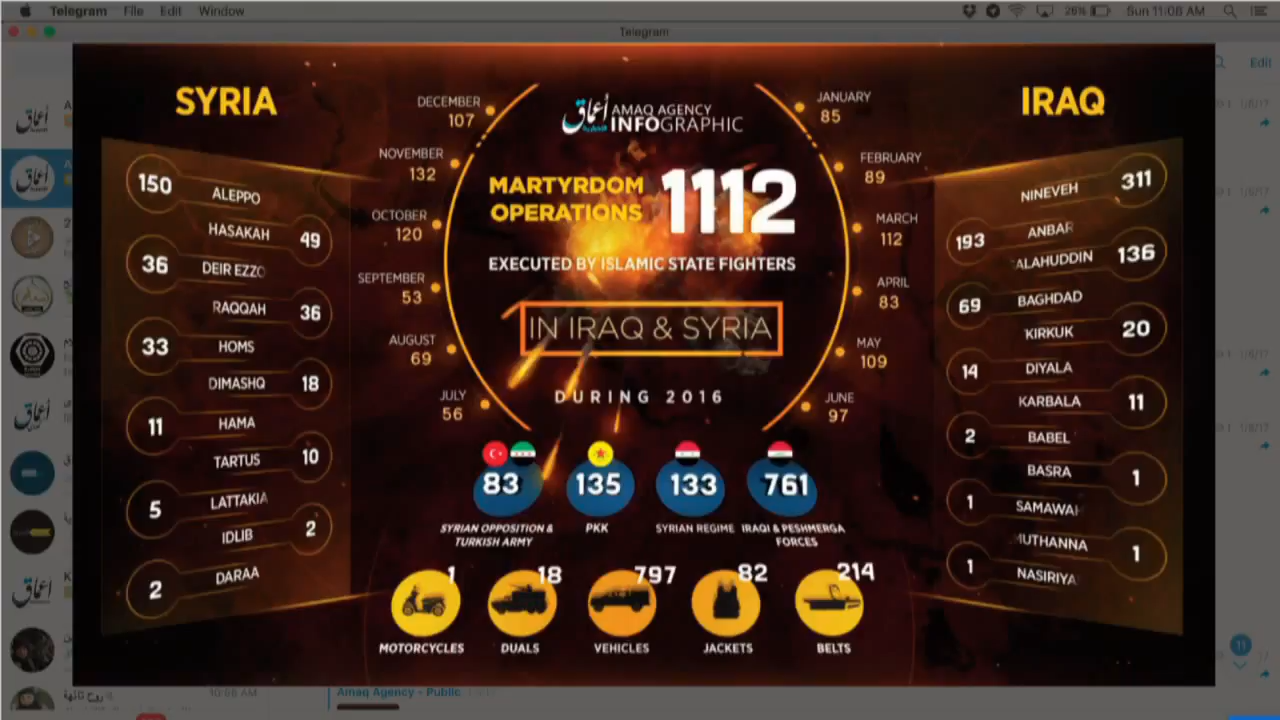 Telegram File Edit Window
26% Sun 11:08 AM
Telegram
Edit
SYRIA
150 ALEPPO
HASAKAH 49
36 DEIR EZZO
RAQQAH 36
33 HOMS
DIMASHQ 18
11 HAMA
TARTUS 10
5 LATTAKIA
IDLIB 2
2 DARAA
DECEMBER
107
NOVEMBER
132
OCTOBER
120
SEPTEMBER
53
AUGUST
69
JULY
56
أعماق AMAQ AGENCY
INFOGRAPHIC
MARTYRDOM
OPERATIONS 1112
EXECUTED BY ISLAMIC STATE FIGHTERS
IN IRAQ & SYRIA
DURING 2016
JANUARY
85
FEBRUARY
89
MARCH
112
APRIL
83
MAY
109
JUNE
97
IRAQ
NINEVEH 311
193 ANBAR
ALAHUDDIN 136
69 BAGHDAD
KIRKUK 20
14 DIYALA
KARBALA 11
2 BABEL
BASRA 1
1 SAMAWAH
MUTHANNA 1
1 NASIRIYA
83
SYRIAN OPPOSITION &
TURKISH ARMY
135
PKK
133
SYRIAN REGIME
761
IRAQI & PESHMERGA
FORCES
1
MOTORCYCLES
18
DUALS
797
VEHICLES
82
JACKETS
214
BELTS
11
Amaq Agency - Public